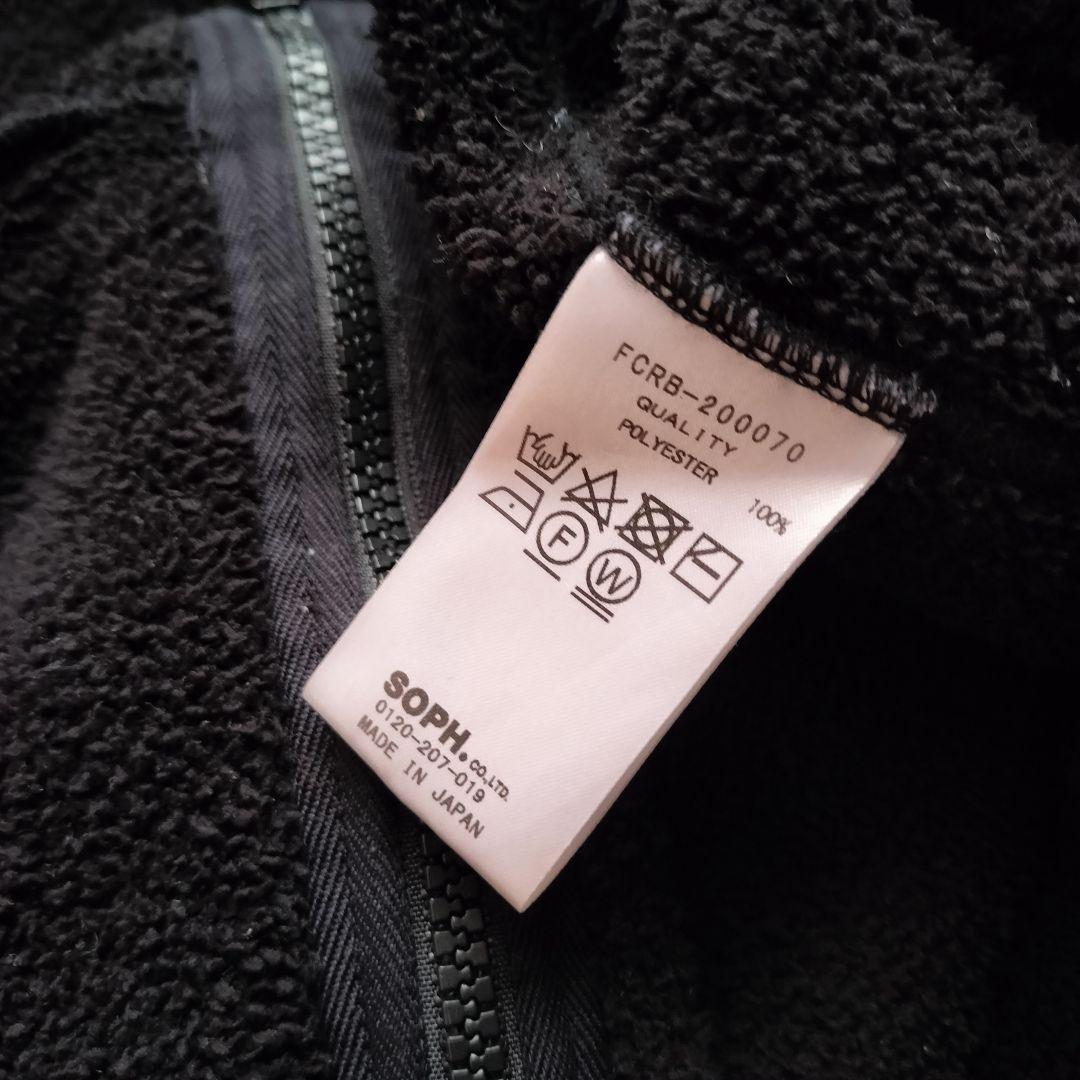 FCRB-200070
QUALITY
POLYESTER 100%
F W
SOPH.CO.,LTD.
0120-207-019
MADE IN JAPAN